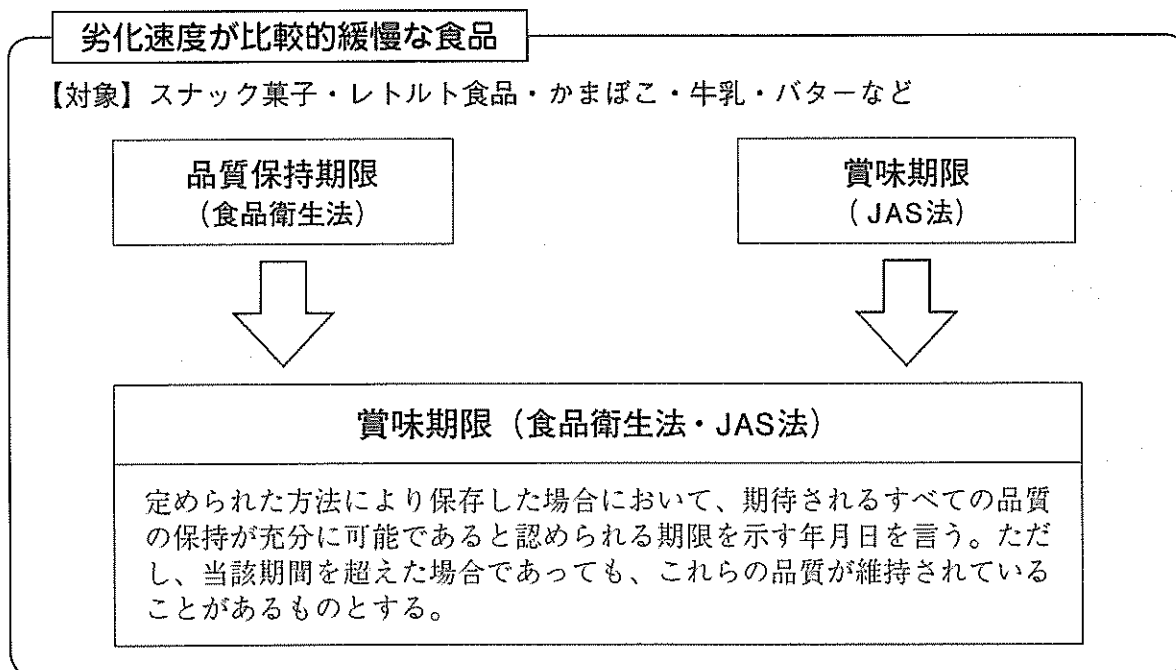 劣化速度が比較的緩慢な食品
【対象】スナック菓子・レトルト食品・かまぼこ・牛乳・バターなど
品質保持期限
(食品衛生法)
賞味期限
(JAS法)
賞味期限(食品衛生法・JAS法)
定められた方法により保存した場合において、期待されるすべての品質
の保持が充分に可能であると認められる期限を示す年月日を言う。ただ
し、当該期間を超えた場合であっても、これらの品質が維持されている
ことがあるものとする。